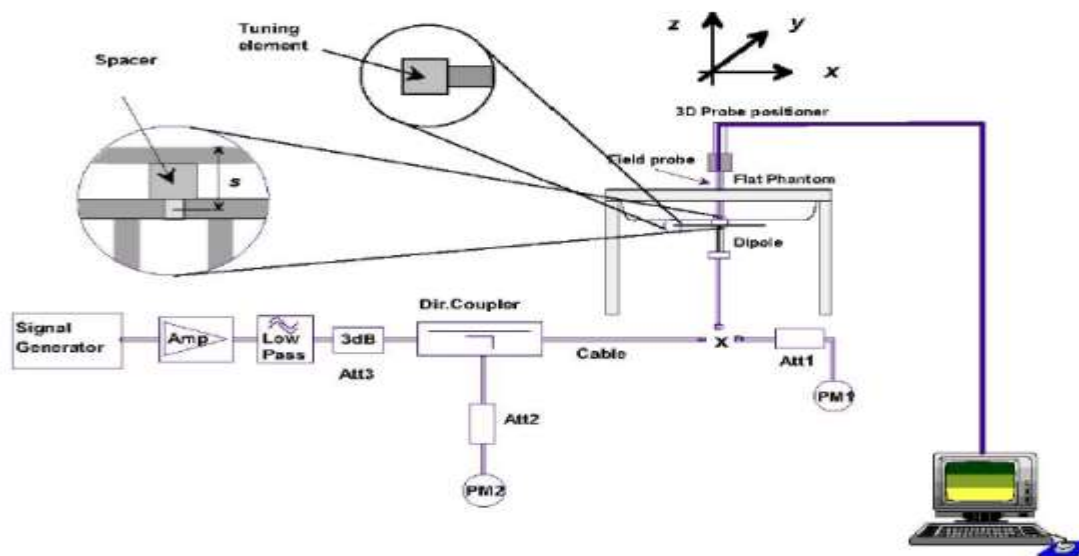 Tuning
element
Spacer
s
z
y
x
3D Probe positioner
Field probe
Flat Phantom
Dipole
Signal
Generator
Amp
Low
Pass
3dB
Att3
Dir.Coupler
Cable
X
Att1
PM1
Att2
PM2